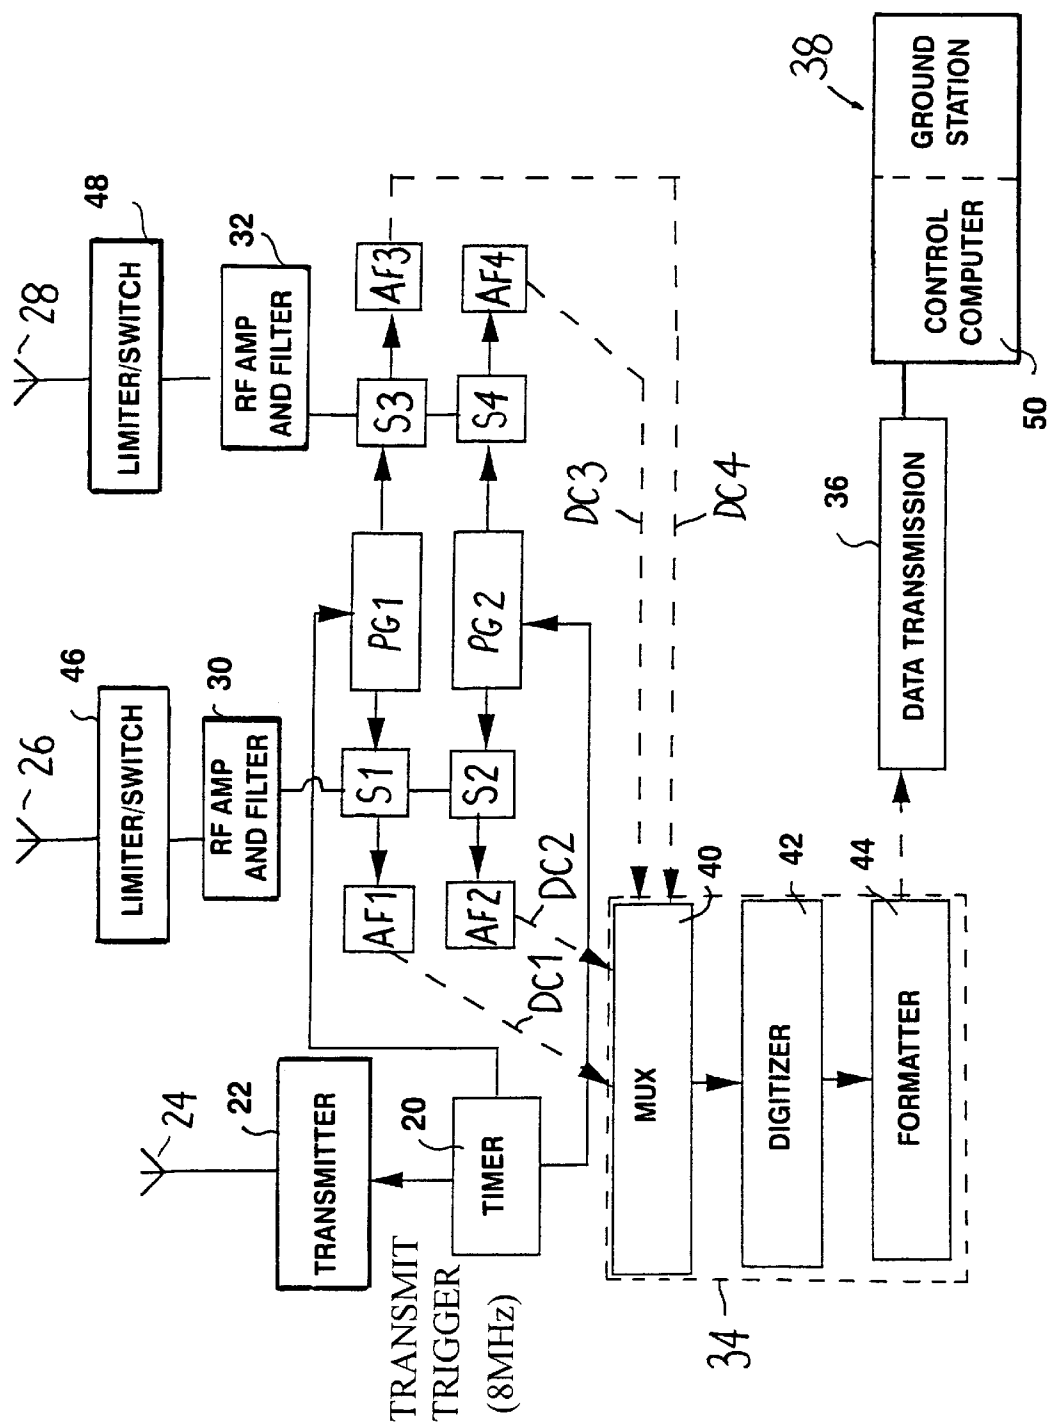 24
26
28
TRANSMITTER
22
LIMITER/SWITCH
46
LIMITER/SWITCH
48
RF AMP
AND FILTER
30
RF AMP
AND FILTER
32
TRANSMIT
TRIGGER
(8MHz)
TIMER
20
AF1
S1
PG1
S3
AF3
AF2
S2
PG2
S4
AF4
DC1
DC2
DC3
DC4
34
MUX
40
DIGITIZER
42
FORMATTER
44
DATA TRANSMISSION
36
CONTROL
COMPUTER
50
GROUND
STATION
38